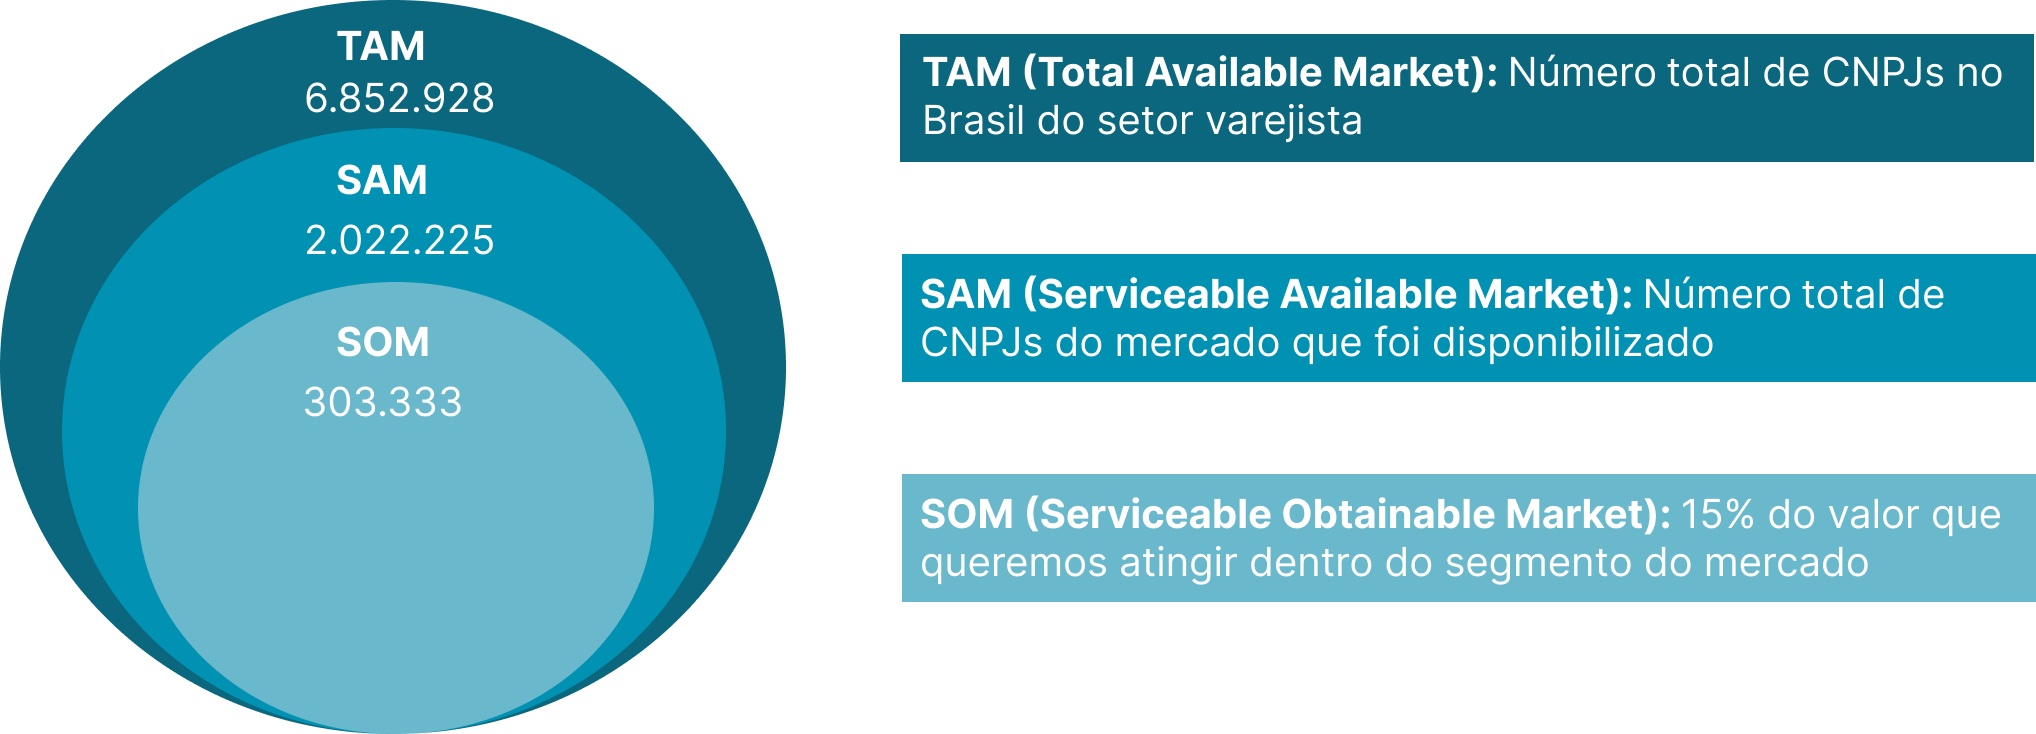 TAM
6.852.928
SAM
2.022.225
SOM
303.333
TAM (Total Available Market): Número total de CNPJs no
Brasil do setor varejista
SAM (Serviceable Available Market): Número total de
CNPJs do mercado que foi disponibilizado
SOM (Serviceable Obtainable Market): 15% do valor que
queremos atingir dentro do segmento do mercado